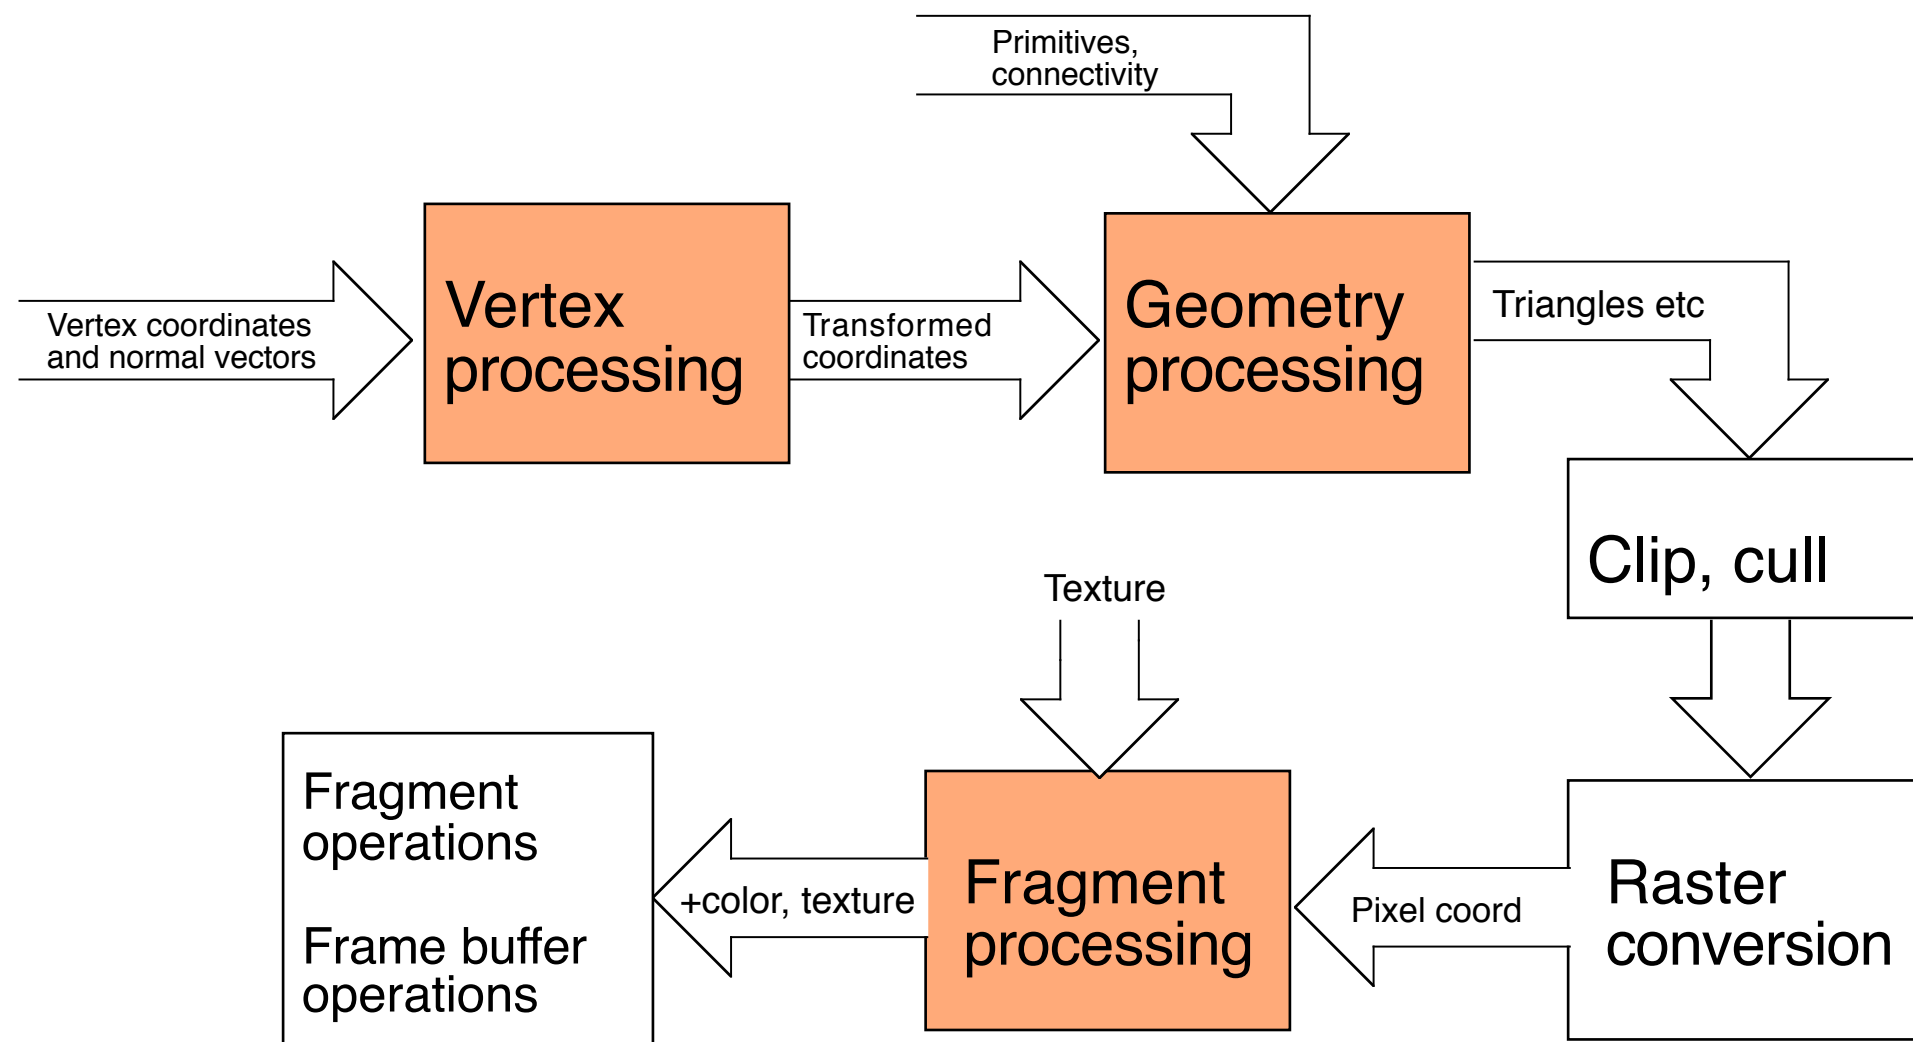 Primitives,
connectivity
Vertex coordinates
and normal vectors
Vertex
processing
Transformed
coordinates
Geometry
processing
Triangles etc
Clip, cull
Texture
Raster
conversion
Pixel coord
Fragment
processing
+color, texture
Fragment
operations
Frame buffer
operations